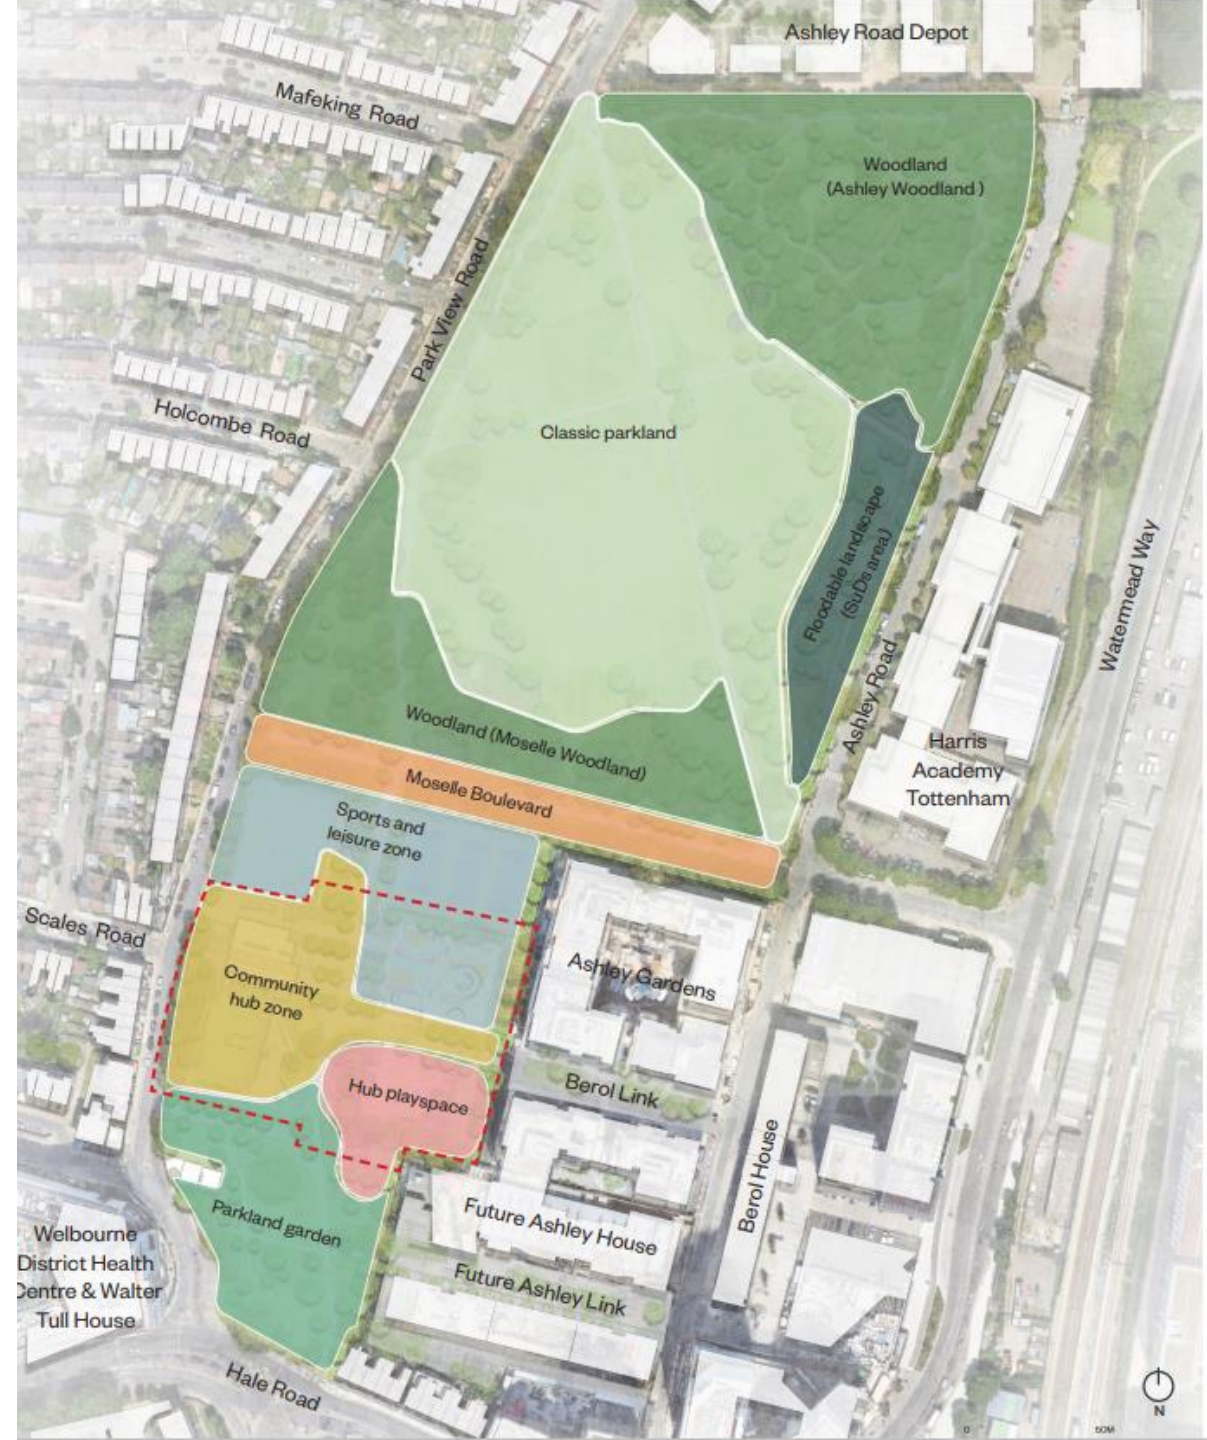 Ashley Road Depot
Mafeking Road
Woodland
(Ashley Woodland )
Park View Road
Holcombe Road
Classic parkland
Floodable landscape
(SuDs area)
Watermead Way
Ashley Road
Woodland (Moselle Woodland)
Harris
Academy
Tottenham
Moselle Boulevard
Sports and
leisure zone
Scales Road
Community
hub zone
Ashley Gardens
Hub playspace
Berol Link
Berol House
Parkland garden
Future Ashley House
Welbourne
District Health
Centre & Walter
Tull House
Future Ashley Link
Hale Road
N
0 50M